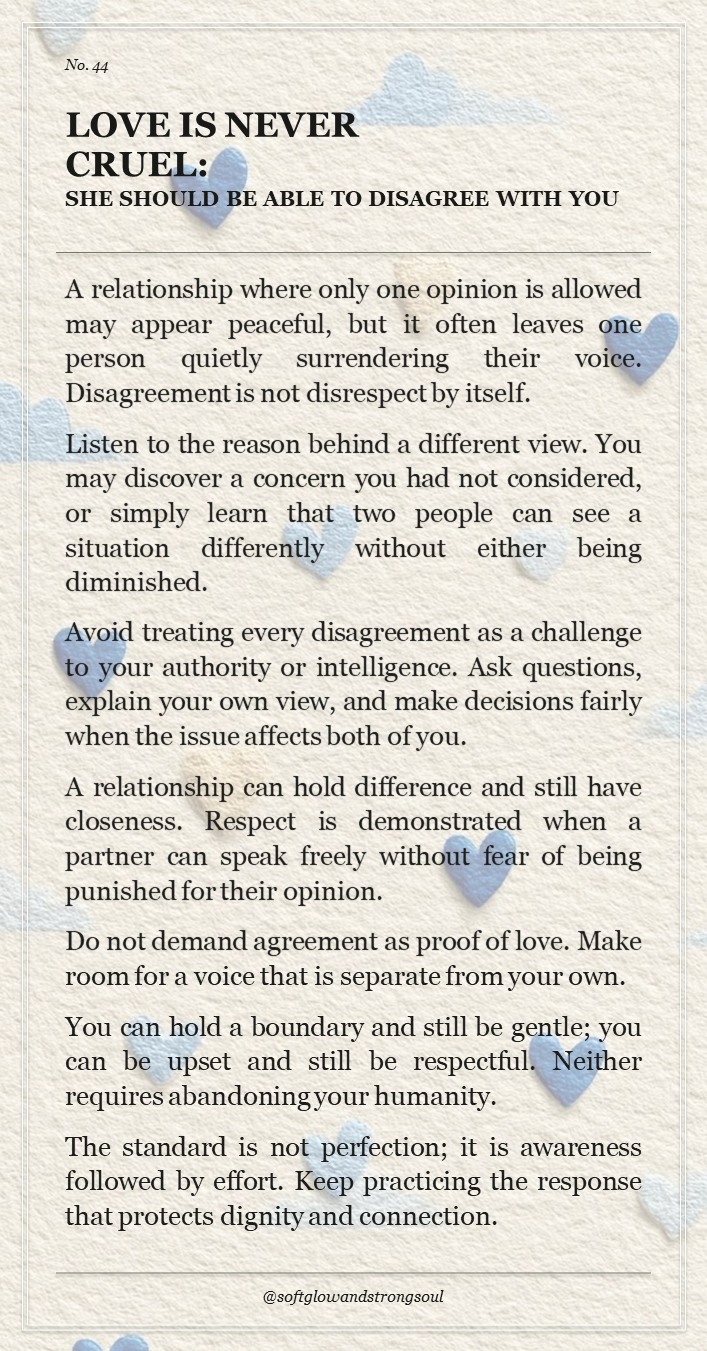 No. 44
LOVE IS NEVER
CRUEL:
SHE SHOULD BE ABLE TO DISAGREE WITH YOU
A relationship where only one opinion is allowed
may appear peaceful, but it often leaves one
person quietly surrendering their voice.
Disagreement is not disrespect by itself.
Listen to the reason behind a different view. You
may discover a concern you had not considered,
or simply learn that two people can see a
situation differently without either being
diminished.
Avoid treating every disagreement as a challenge
to your authority or intelligence. Ask questions,
explain your own view, and make decisions fairly
when the issue affects both of you.
A relationship can hold difference and still have
closeness. Respect is demonstrated when a
partner can speak freely without fear of being
punished for their opinion.
Do not demand agreement as proof of love. Make
room for a voice that is separate from your own.
You can hold a boundary and still be gentle; you
can be upset and still be respectful. Neither
requires abandoning your humanity.
The standard is not perfection; it is awareness
followed by effort. Keep practicing the response
that protects dignity and connection.
@softglowandstrongsoul